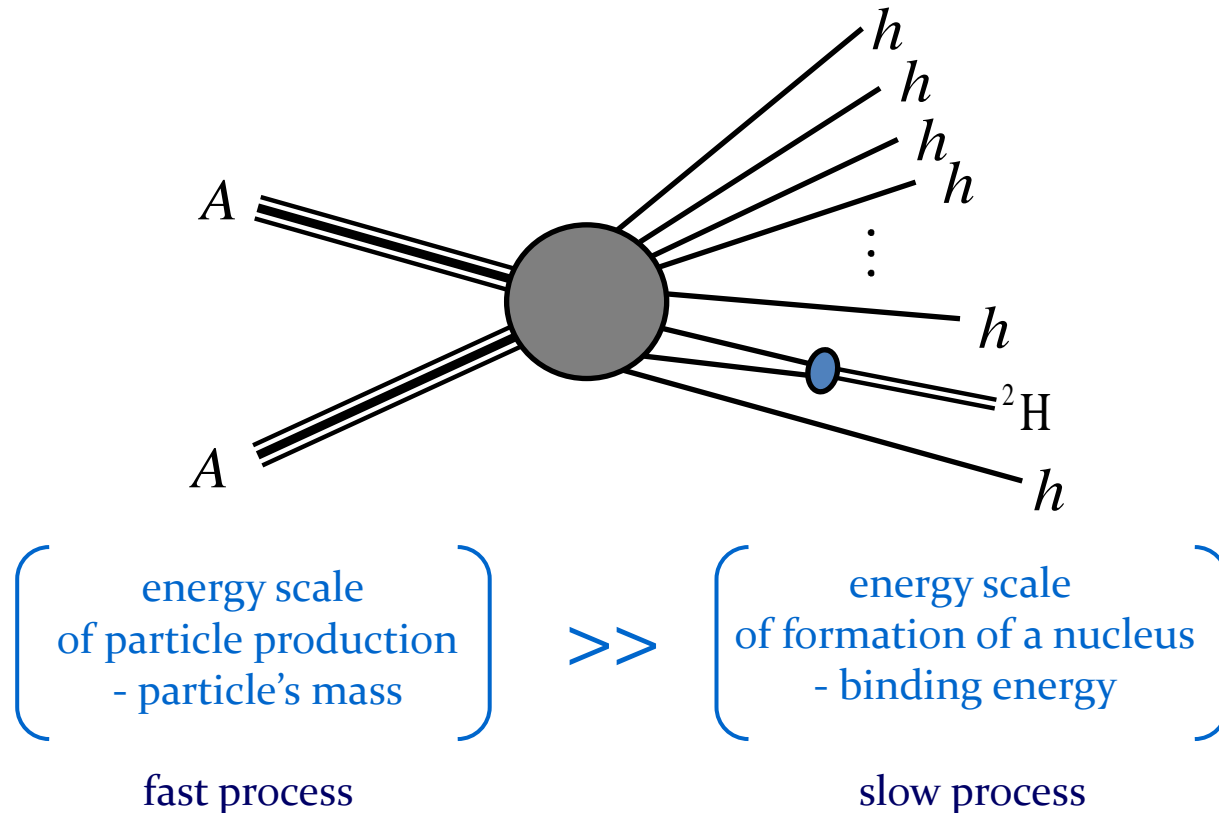 h
h
h
h
A
⋮
h
²H
A
h
energy scale
of particle production
- particle’s mass
>>
energy scale
of formation of a nucleus
- binding energy
fast process
slow process